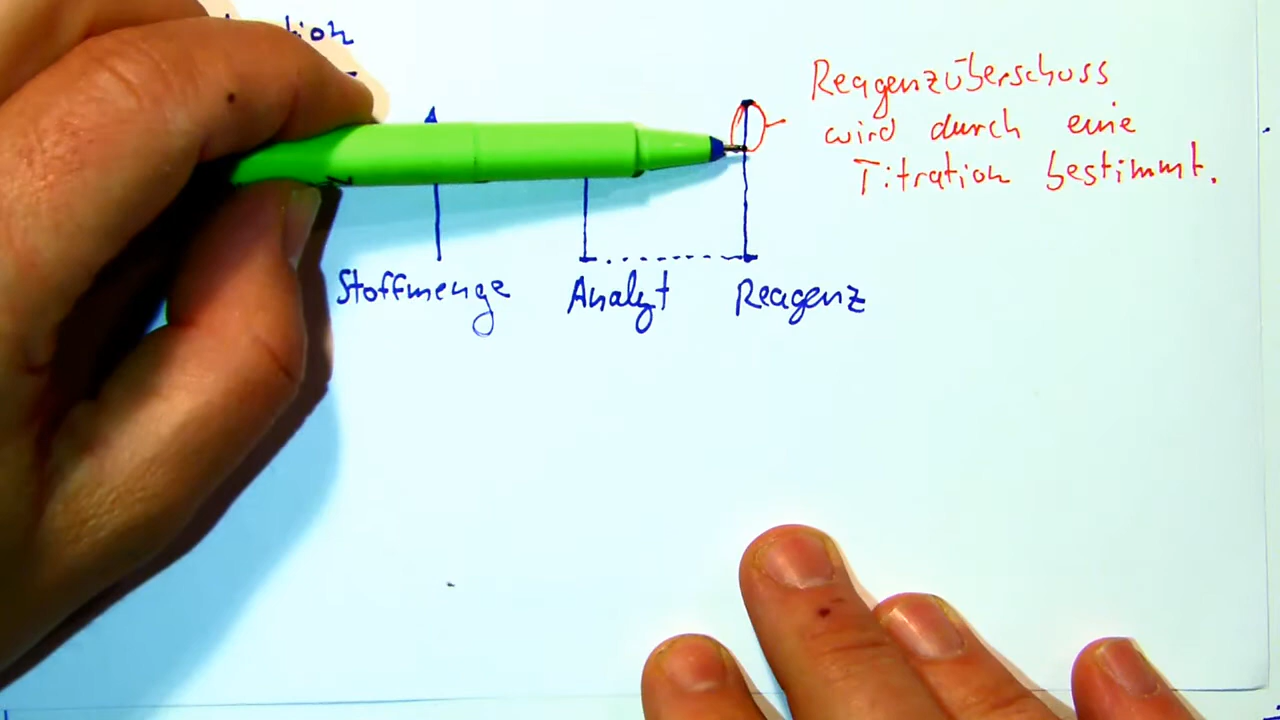 Reagenzüberschuss
wird durch eine
Titration bestimmt.
Stoffmenge Analyt Reagenz